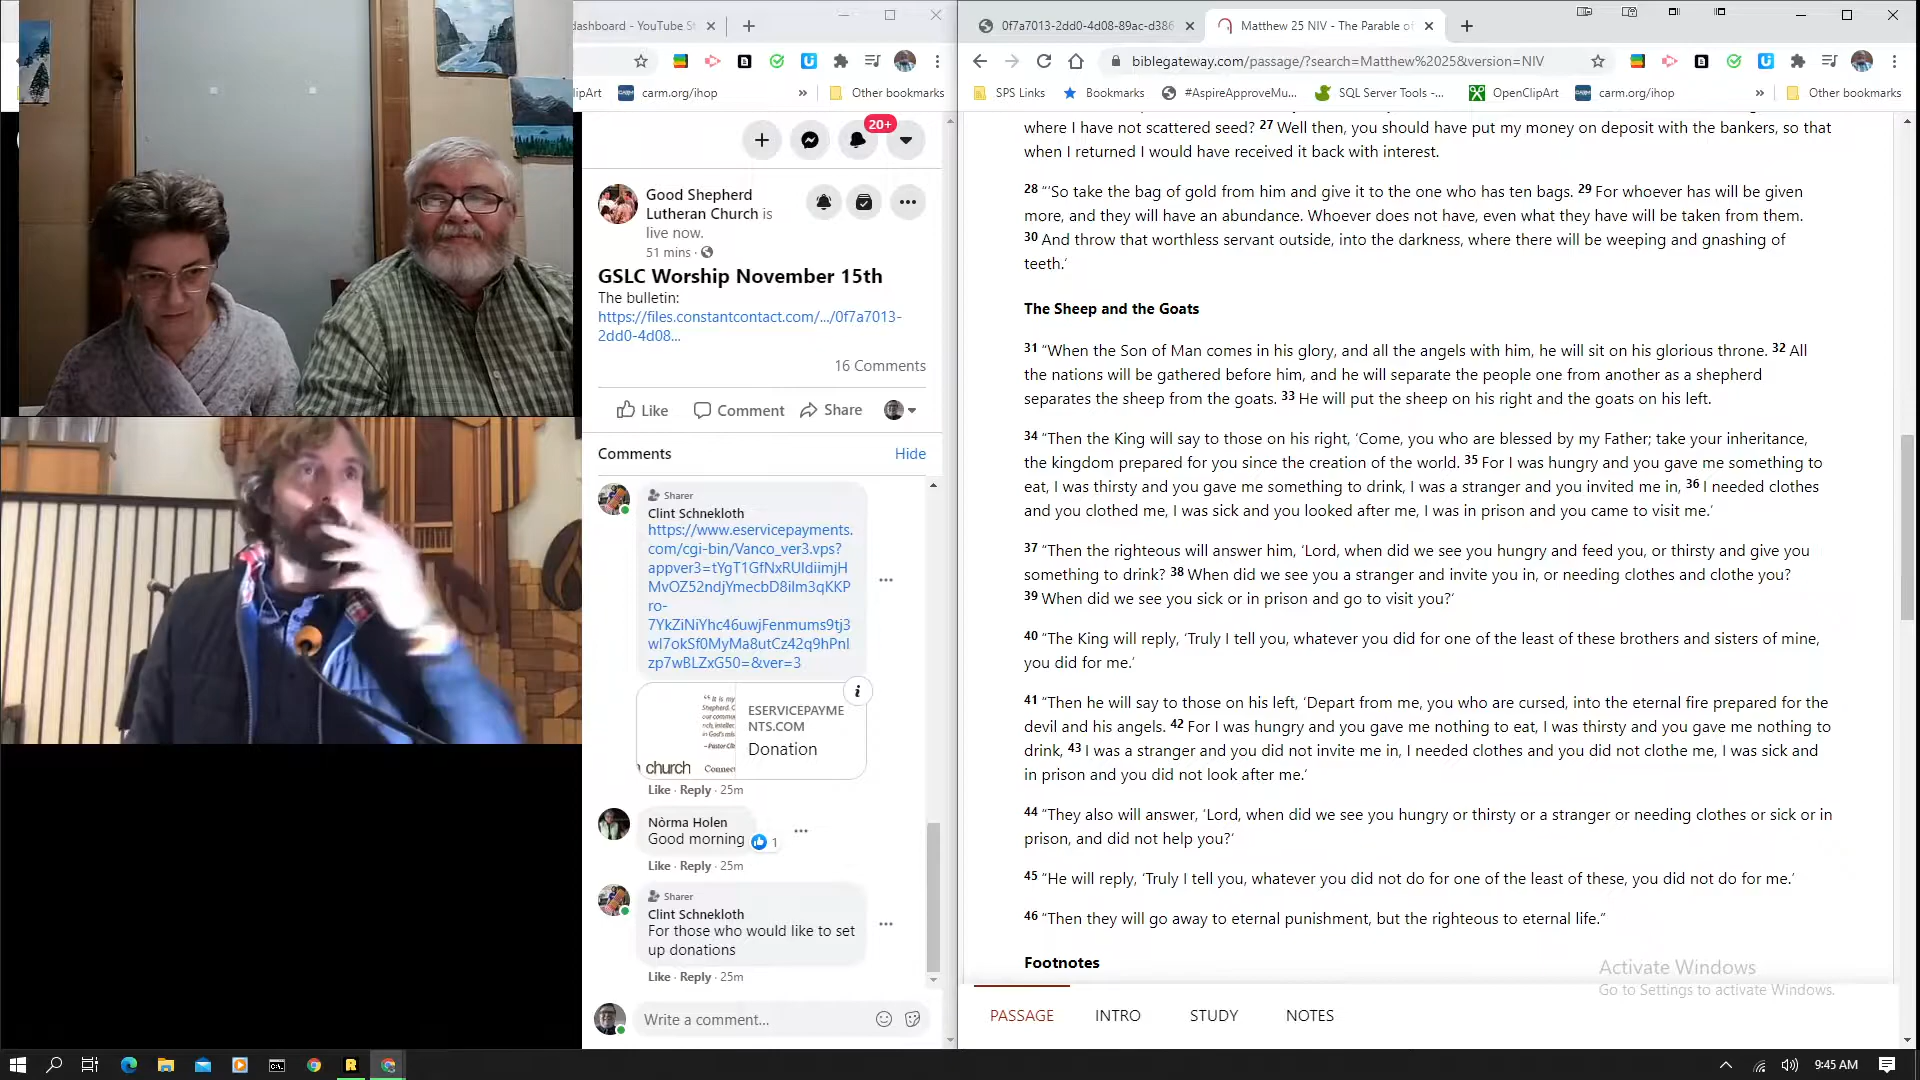 dashboard - YouTube St
0f7a7013-2dd0-4d08-89ac-d386
Matthew 25 NIV - The Parable of
biblegateway.com/passage/?search=Matthew%2025&version=NIV
lipArt
carm.org/ihop
»
Other bookmarks
SPS Links
Bookmarks
#AspireApproveMu...
SQL Server Tools -...
OpenClipArt
carm.org/ihop
»
Other bookmarks
20+
Good Shepherd
Lutheran Church is
live now.
51 mins ·
GSLC Worship November 15th
The bulletin:
https://files.constantcontact.com/.../0f7a7013-
2dd0-4d08...
16 Comments
Like
Comment
Share
Comments
Hide
Sharer
Clint Schnekloth
https://www.eservicepayments.
com/cgi-bin/Vanco_ver3.vps?
appver3=tYgT1GfNxRUIdiimjH
MvOZ52ndjYmecbD8iIm3qKKP
ro-
7YkZiNiYhc46uwjFenmums9tj3
wl7okSf0MyMa8utCz42q9hPnI
zp7wBLZxG50=&ver=3
ESERVICEPAYME
NTS.COM
Donation
church
Like · Reply · 25m
Nòrma Holen
Good morning
1
Like · Reply · 25m
Sharer
Clint Schnekloth
For those who would like to set
up donations
Like · Reply · 25m
Write a comment...
where I have not scattered seed? 27 Well then, you should have put my money on deposit with the bankers, so that
when I returned I would have received it back with interest.
28 “‘So take the bag of gold from him and give it to the one who has ten bags. 29 For whoever has will be given
more, and they will have an abundance. Whoever does not have, even what they have will be taken from them.
30 And throw that worthless servant outside, into the darkness, where there will be weeping and gnashing of
teeth.’
The Sheep and the Goats
31 “When the Son of Man comes in his glory, and all the angels with him, he will sit on his glorious throne. 32 All
the nations will be gathered before him, and he will separate the people one from another as a shepherd
separates the sheep from the goats. 33 He will put the sheep on his right and the goats on his left.
34 “Then the King will say to those on his right, ‘Come, you who are blessed by my Father; take your inheritance,
the kingdom prepared for you since the creation of the world. 35 For I was hungry and you gave me something to
eat, I was thirsty and you gave me something to drink, I was a stranger and you invited me in, 36 I needed clothes
and you clothed me, I was sick and you looked after me, I was in prison and you came to visit me.’
37 “Then the righteous will answer him, ‘Lord, when did we see you hungry and feed you, or thirsty and give you
something to drink? 38 When did we see you a stranger and invite you in, or needing clothes and clothe you?
39 When did we see you sick or in prison and go to visit you?’
40 “The King will reply, ‘Truly I tell you, whatever you did for one of the least of these brothers and sisters of mine,
you did for me.’
41 “Then he will say to those on his left, ‘Depart from me, you who are cursed, into the eternal fire prepared for the
devil and his angels. 42 For I was hungry and you gave me nothing to eat, I was thirsty and you gave me nothing to
drink, 43 I was a stranger and you did not invite me in, I needed clothes and you did not clothe me, I was sick and
in prison and you did not look after me.’
44 “They also will answer, ‘Lord, when did we see you hungry or thirsty or a stranger or needing clothes or sick or in
prison, and did not help you?’
45 “He will reply, ‘Truly I tell you, whatever you did not do for one of the least of these, you did not do for me.’
46 “Then they will go away to eternal punishment, but the righteous to eternal life.”
Footnotes
Activate Windows
Go to Settings to activate Windows.
PASSAGE
INTRO
STUDY
NOTES
9:45 AM